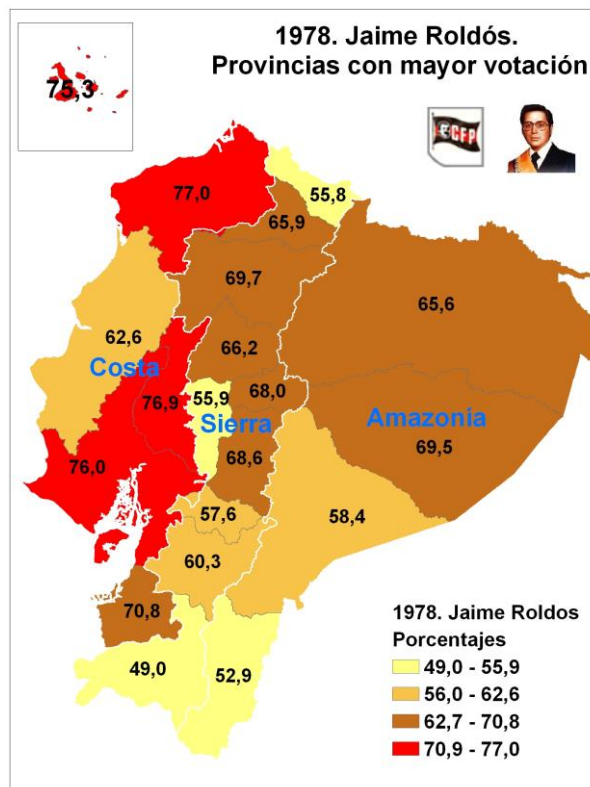 1978. Jaime Roldós.
Provincias con mayor votación
75,3
CFP
77,0
55,8
65,9
69,7
65,6
62,6
66,2
Costa
76,9
55,9
68,0
Sierra
Amazonía
76,0
68,6
69,5
57,6
58,4
60,3
70,8
49,0
52,9
1978. Jaime Roldos
Porcentajes
49,0 - 55,9
56,0 - 62,6
62,7 - 70,8
70,9 - 77,0